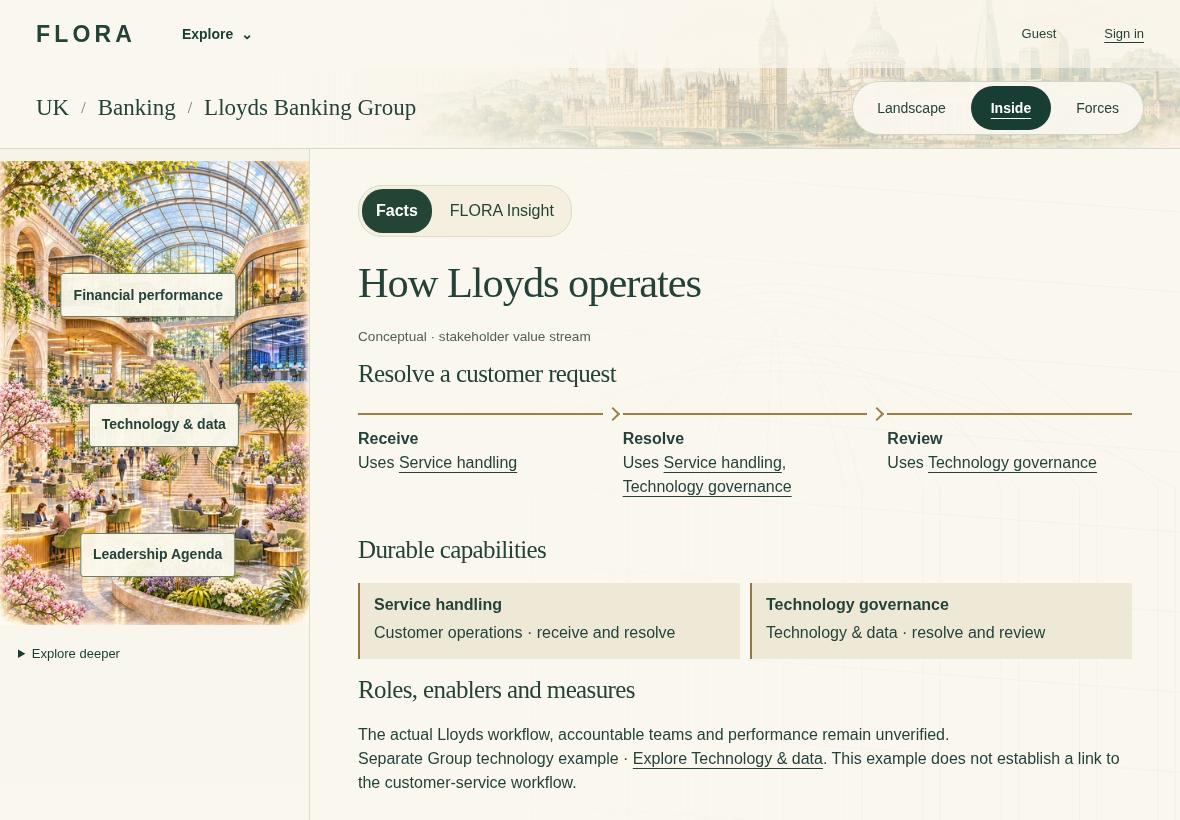 FLORA
Explore
Guest
Sign in
UK / Banking / Lloyds Banking Group
Landscape
Inside
Forces
Financial performance
Technology & data
Leadership Agenda
Explore deeper
Facts
FLORA Insight
How Lloyds operates
Conceptual · stakeholder value stream
Resolve a customer request
Receive
Uses Service handling
Resolve
Uses Service handling,
Technology governance
Review
Uses Technology governance
Durable capabilities
Service handling
Customer operations · receive and resolve
Technology governance
Technology & data · resolve and review
Roles, enablers and measures
The actual Lloyds workflow, accountable teams and performance remain unverified.
Separate Group technology example · Explore Technology & data. This example does not establish a link to
the customer-service workflow.